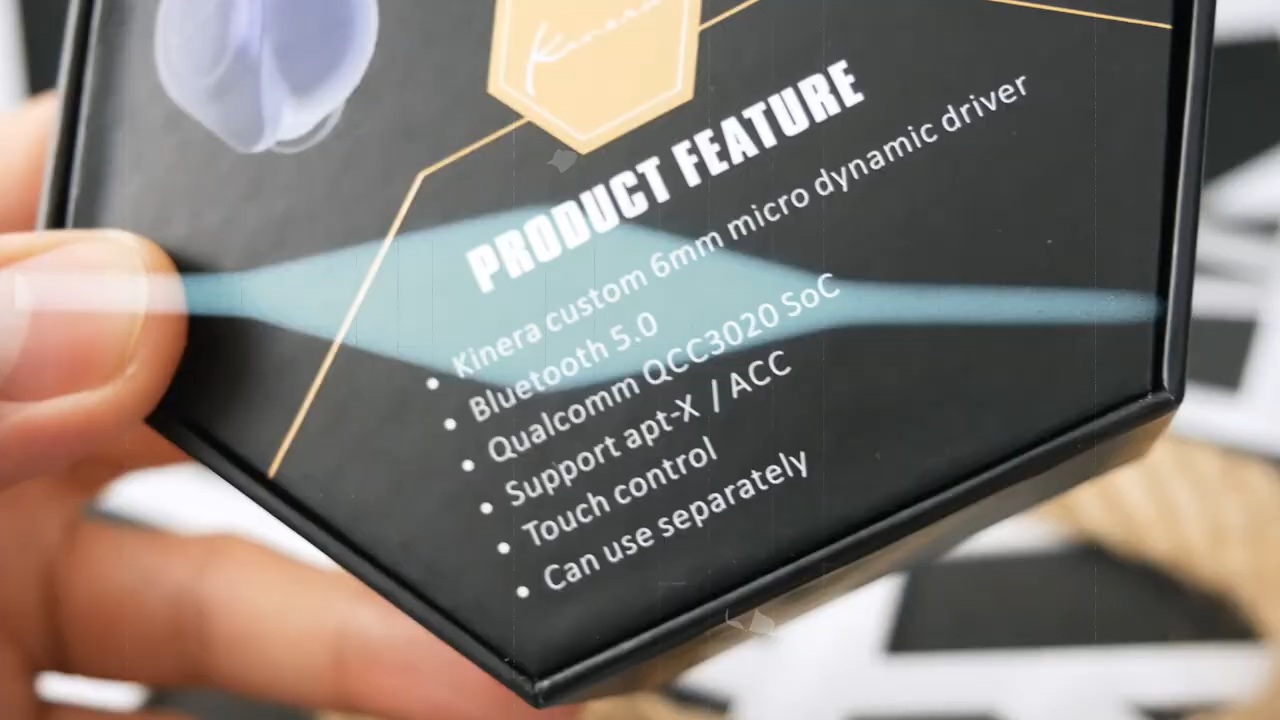 Kinera
PRODUCT FEATURE
• Kinera custom 6mm micro dynamic driver
• Bluetooth 5.0
• Qualcomm QCC3020 SoC
• Support apt-X / ACC
• Touch control
• Can use separately